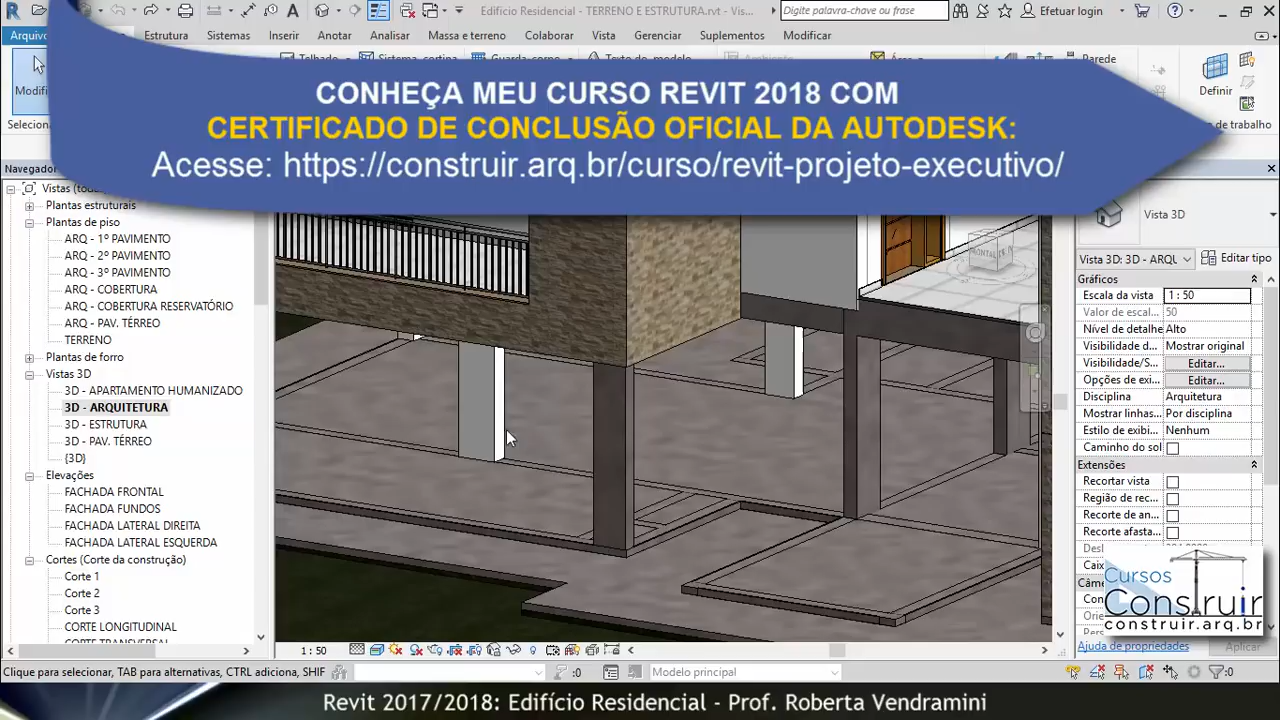 Edifício Residencial - TERRENO E ESTRUTURA.rvt - Vis...
Digite palavra-chave ou frase
Efetuar login
Arquivo
Estrutura
Sistemas
Inserir
Anotar
Analisar
Massa e terreno
Colaborar
Vista
Gerenciar
Suplementos
Modificar
Parede
Definir
CONHEÇA MEU CURSO REVIT 2018 COM
CERTIFICADO DE CONCLUSÃO OFICIAL DA AUTODESK:
Acesse: https://construir.arq.br/curso/revit-projeto-executivo/
de trabalho
Vistas
Plantas estruturais
Plantas de piso
ARQ - 1º PAVIMENTO
ARQ - 2º PAVIMENTO
ARQ - 3º PAVIMENTO
ARQ - COBERTURA
ARQ - COBERTURA RESERVATÓRIO
ARQ - PAV. TÉRREO
TERRENO
Plantas de forro
Vistas 3D
3D - APARTAMENTO HUMANIZADO
3D - ARQUITETURA
3D - ESTRUTURA
3D - PAV. TÉRREO
{3D}
Elevações
FACHADA FRONTAL
FACHADA FUNDOS
FACHADA LATERAL DIREITA
FACHADA LATERAL ESQUERDA
Cortes (Corte da construção)
Corte 1
Corte 2
Corte 3
CORTE LONGITUDINAL
CORTE TRANSVERSAL
Vista 3D
Vista 3D: 3D - ARQU
Editar tipo
Gráficos
Escala da vista 1 : 50
Valor de escal... 50
Nível de detalhe Alto
Visibilidade d... Mostrar original
Visibilidade/S... Editar...
Opções de exi... Editar...
Disciplina Arquitetura
Mostrar linhas... Por disciplina
Estilo de exibi... Nenhum
Caminho do sol
Extensões
Recortar vista
Região de rec...
Recorte de an...
Recorte afasta...
Cursos
Construir
construir.arq.br
Ajuda de propriedades
Aplicar
1 : 50
Clique para selecionar, TAB para alternativas, CTRL adiciona, SHIF
:0
Modelo principal
:0
Revit 2017/2018: Edifício Residencial - Prof. Roberta Vendramini